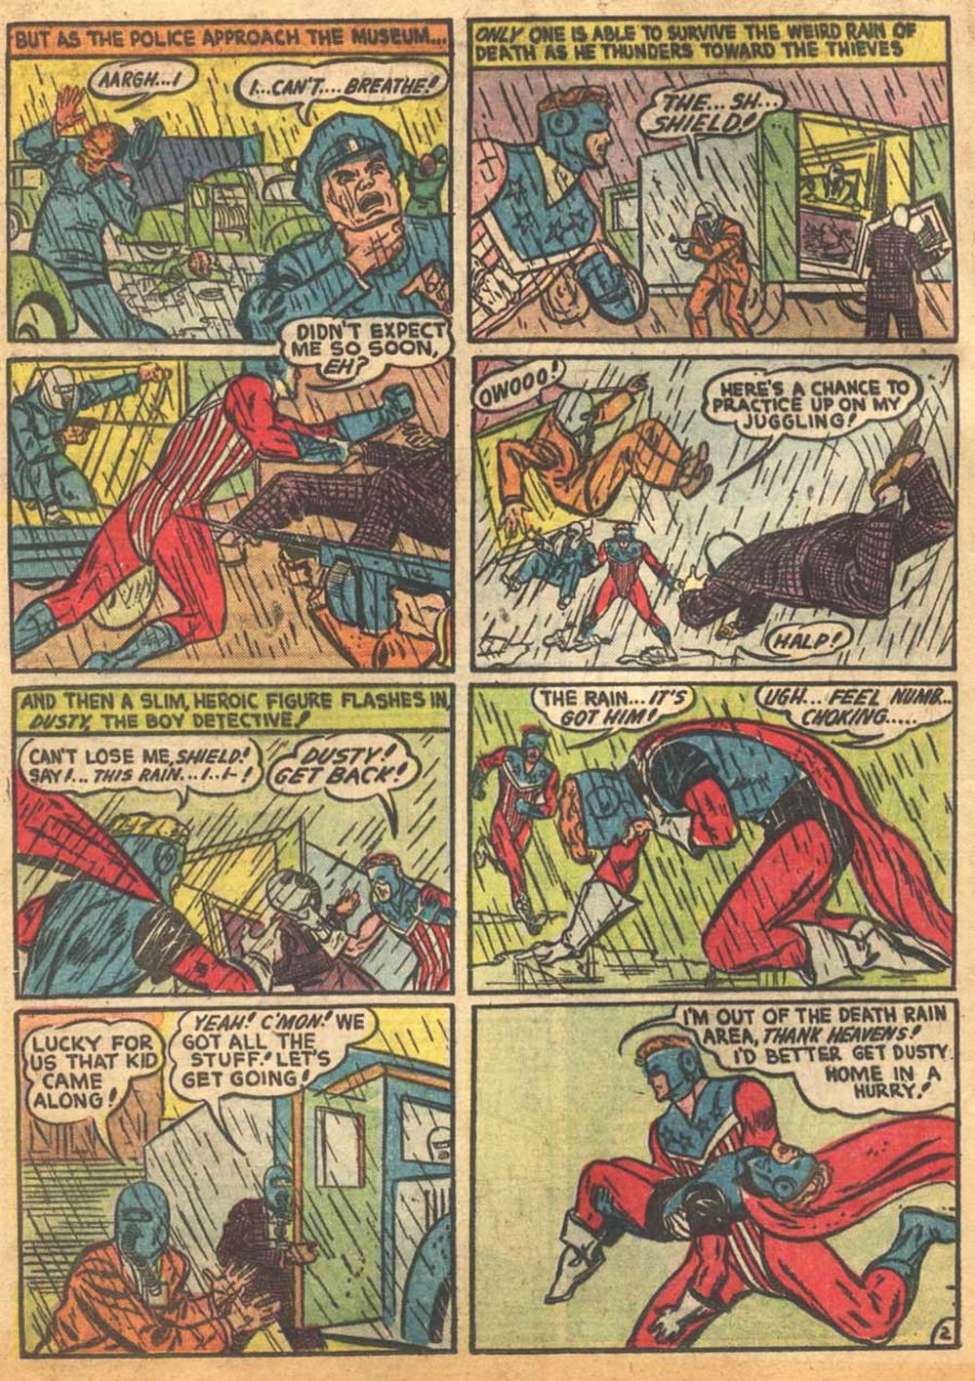 BUT AS THE POLICE APPROACH THE MUSEUM...
AARGH...!
I...CAN'T.... BREATHE!
ONLY ONE IS ABLE TO SURVIVE THE WEIRD RAIN OF
DEATH AS HE THUNDERS TOWARD THE THIEVES
THE... SH...
SHIELD!
DIDN'T EXPECT
ME SO SOON,
EH?
OWOOO!
HERE'S A CHANCE TO
PRACTICE UP ON MY
JUGGLING!
HALP!
AND THEN A SLIM, HEROIC FIGURE FLASHES IN,
DUSTY, THE BOY DETECTIVE!
CAN'T LOSE ME, SHIELD!
SAY!... THIS RAIN...I..I-!
DUSTY!
GET BACK!
THE RAIN... IT'S
GOT HIM!
UGH... FEEL NUMB...
CHOKING.....
LUCKY FOR
US THAT KID
CAME
ALONG!
YEAH! C'MON! WE
GOT ALL THE
STUFF! LET'S
GET GOING!
I'M OUT OF THE DEATH RAIN
AREA, THANK HEAVENS!
I'D BETTER GET DUSTY
HOME IN A
HURRY!
2